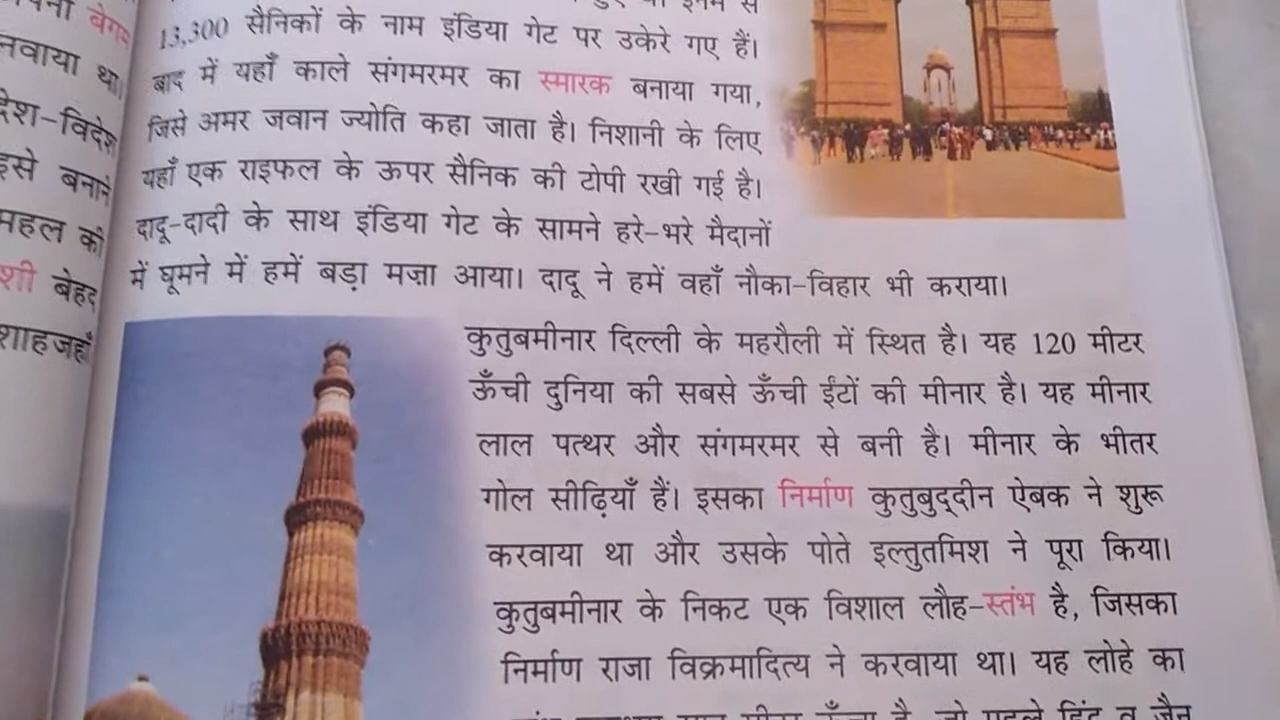 बेगम
नवाया था।
देश-विदेश
इसे बनाने
महल की
शी बेहद
शाहजहाँ
13,300 सैनिकों के नाम इंडिया गेट पर उकेरे गए हैं।
बाद में यहाँ काले संगमरमर का स्मारक बनाया गया,
जिसे अमर जवान ज्योति कहा जाता है। निशानी के लिए
यहाँ एक राइफल के ऊपर सैनिक की टोपी रखी गई है।
दादू-दादी के साथ इंडिया गेट के सामने हरे-भरे मैदानों
में घूमने में हमें बड़ा मज़ा आया। दादू ने हमें वहाँ नौका-विहार भी कराया।
कुतुबमीनार दिल्ली के महरौली में स्थित है। यह 120 मीटर
ऊँची दुनिया की सबसे ऊँची ईंटों की मीनार है। यह मीनार
लाल पत्थर और संगमरमर से बनी है। मीनार के भीतर
गोल सीढ़ियाँ हैं। इसका निर्माण कुतुबुद्दीन ऐबक ने शुरू
करवाया था और उसके पोते इल्तुतमिश ने पूरा किया।
कुतुबमीनार के निकट एक विशाल लौह-स्तंभ है, जिसका
निर्माण राजा विक्रमादित्य ने करवाया था। यह लोहे का